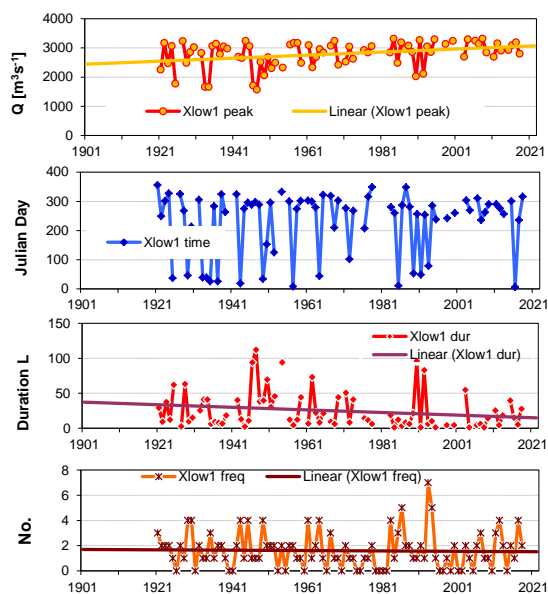 4000
3000
2000
1000
0
Q [m³s⁻¹]
Xlow1 peak
Linear (Xlow1 peak)
1901 1921 1941 1961 1981 2001 2021
400
300
200
100
0
Julian Day
Xlow1 time
1901 1921 1941 1961 1981 2001 2021
150
100
50
0
Duration L
Xlow1 dur
Linear (Xlow1 dur)
1901 1921 1941 1961 1981 2001 2021
8
6
4
2
0
No.
Xlow1 freq
Linear (Xlow1 freq)
1901 1921 1941 1961 1981 2001 2021